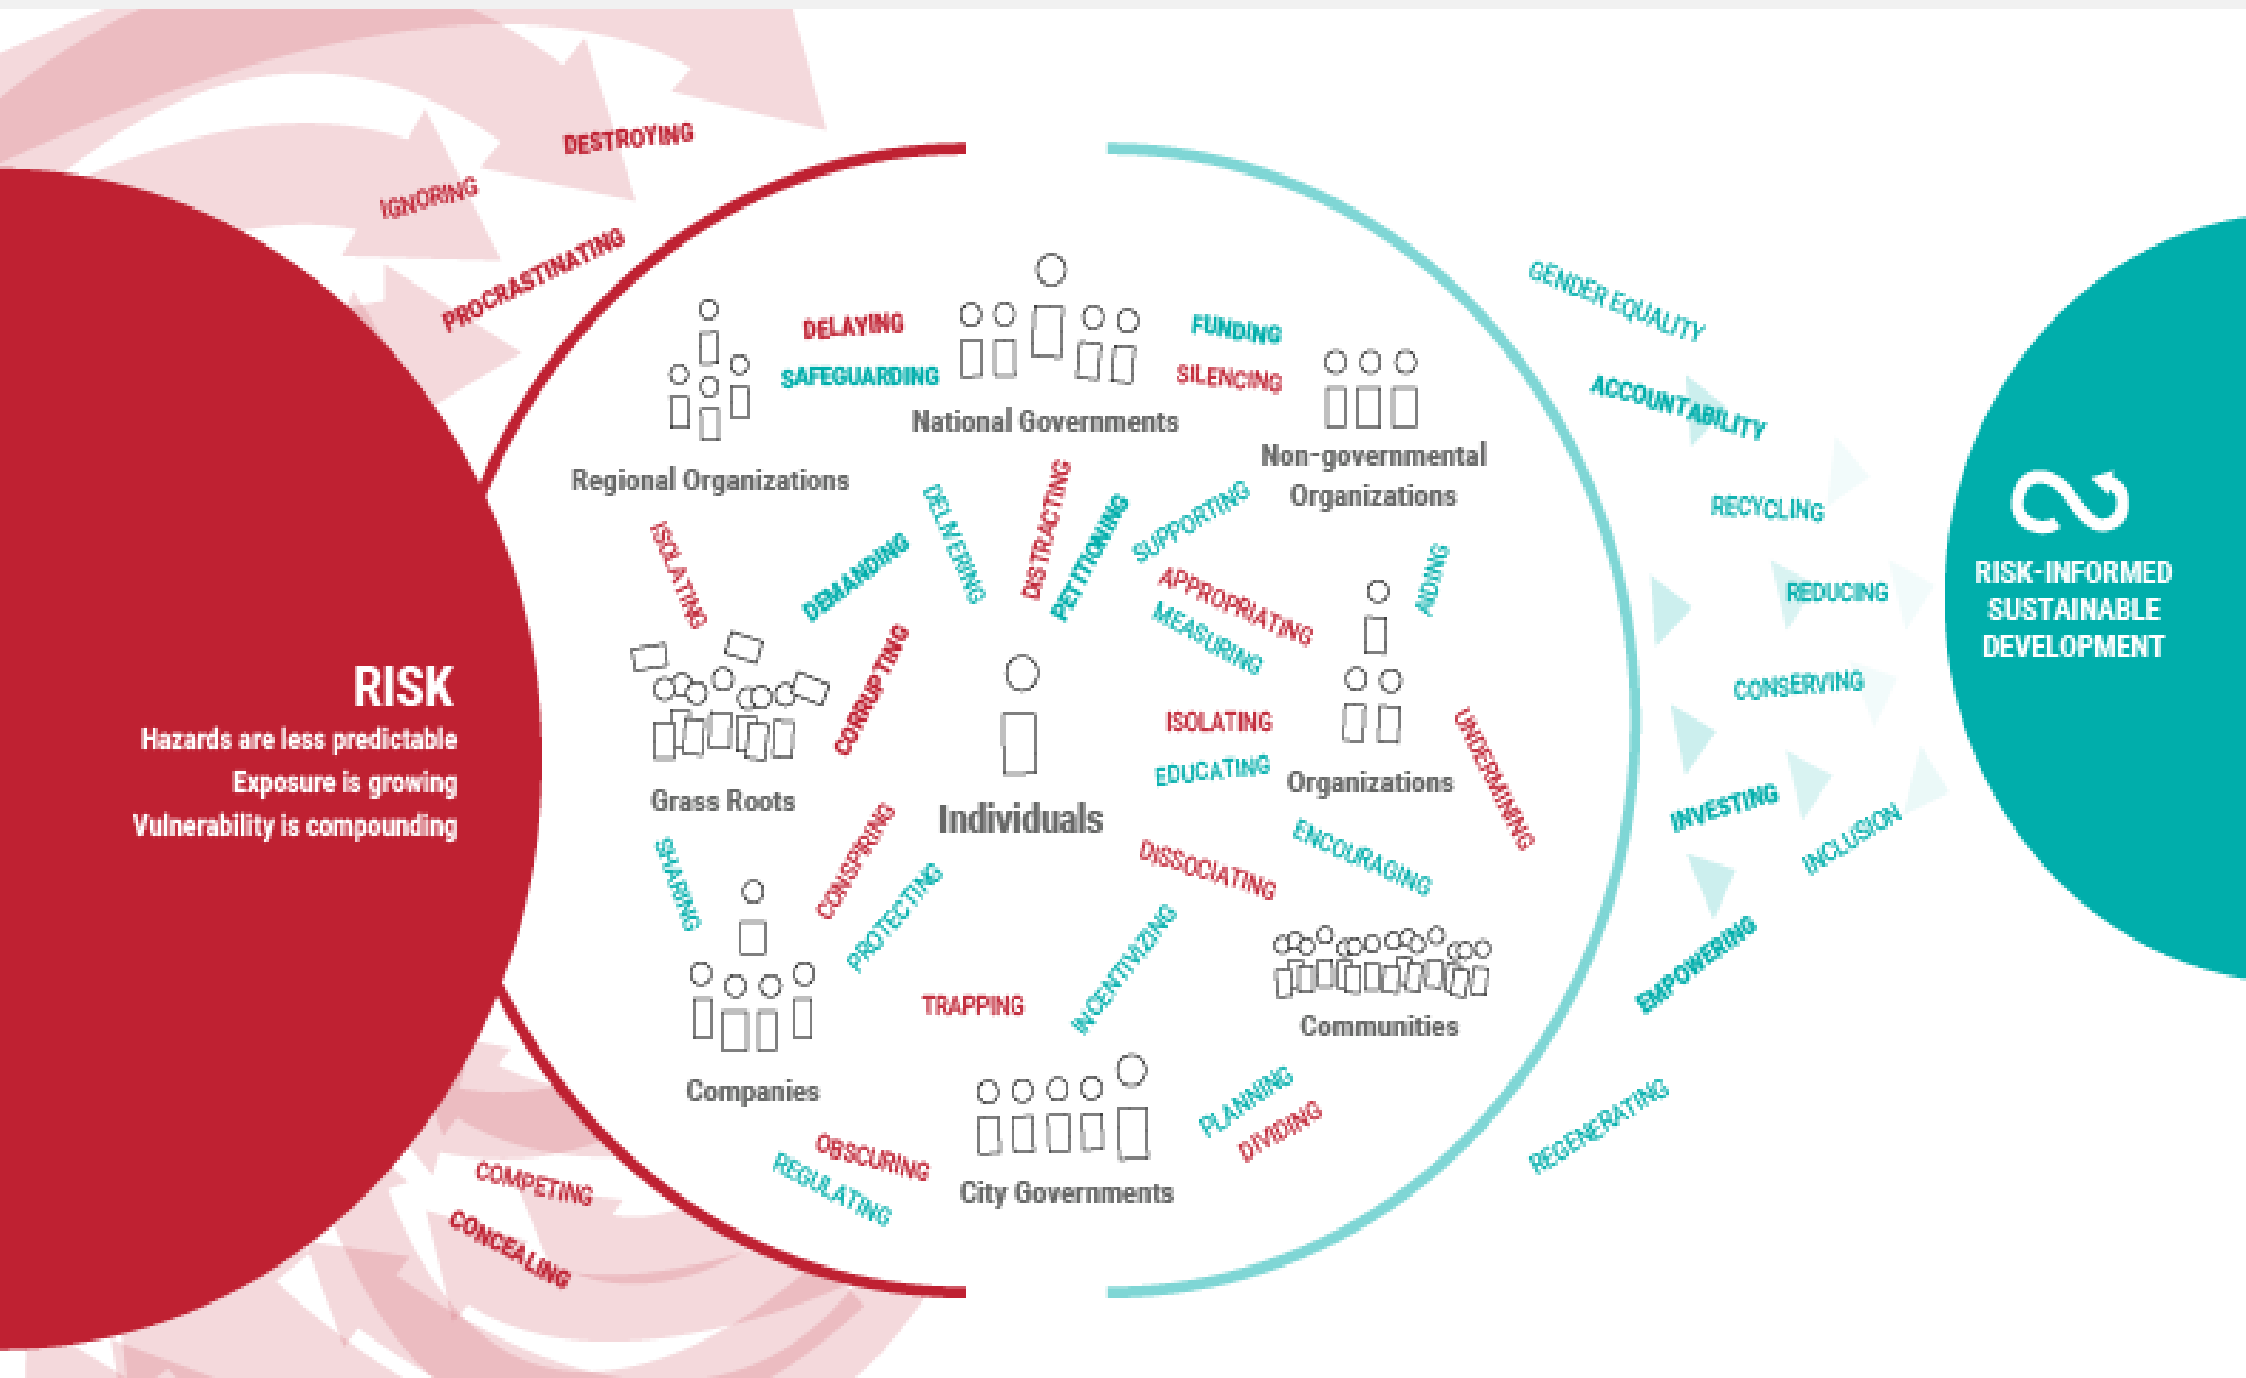 DESTROYING
IGNORING
PROCRASTINATING
RISK
Hazards are less predictable
Exposure is growing
Vulnerability is compounding
COMPETING
CONCEALING
DELAYING
SAFEGUARDING
FUNDING
SILENCING
National Governments
Regional Organizations
Non-governmental
Organizations
ISOLATING
DEMANDING
DELIVERING
DISTRACTING
PETITIONING
SUPPORTING
AIDING
APPROPRIATING
MEASURING
CORRUPTING
ISOLATING
EDUCATING
Organizations
UNDERMINING
Grass Roots
Individuals
SHARING
CONSPIRING
PROTECTING
DISSOCIATING
ENCOURAGING
TRAPPING
INCENTIVIZING
Communities
Companies
PLANNING
DIVIDING
OBSCURING
REGULATING
City Governments
GENDER EQUALITY
ACCOUNTABILITY
RECYCLING
REDUCING
CONSERVING
INVESTING
INCLUSION
EMPOWERING
REGENERATING
RISK-INFORMED
SUSTAINABLE
DEVELOPMENT